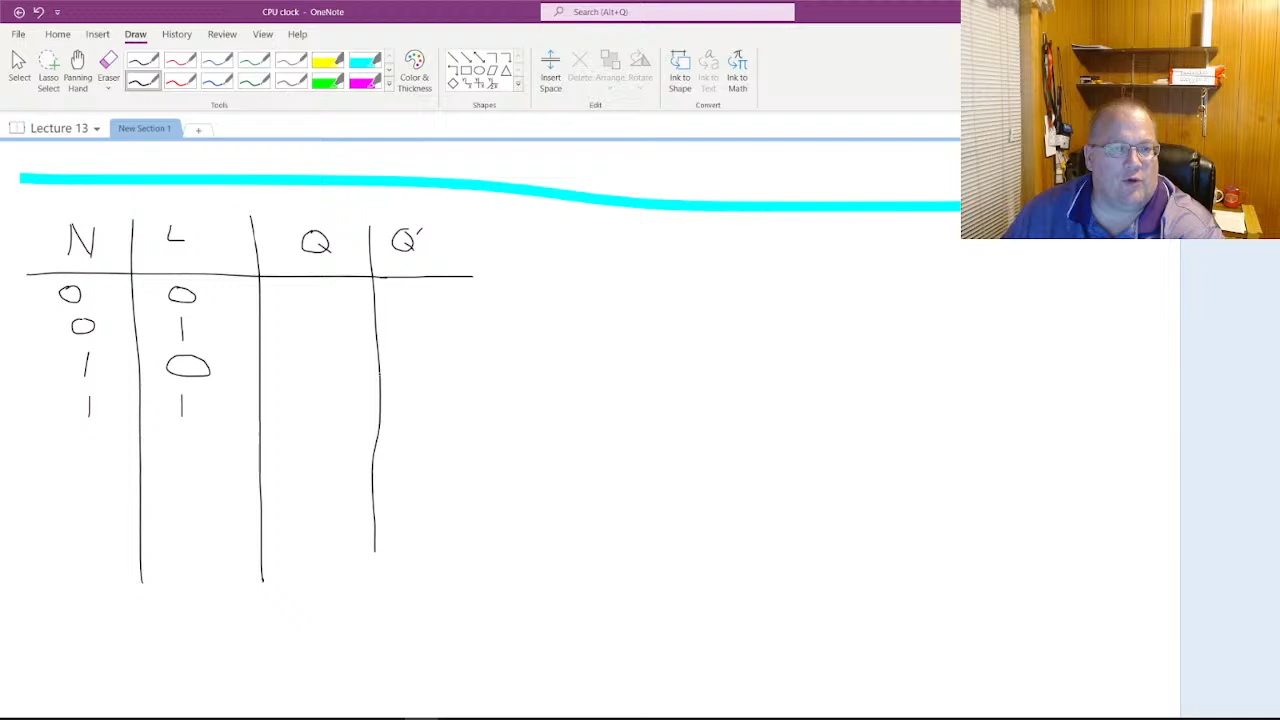 CPU clock - OneNote
Search (Alt+Q)
File Home Insert Draw History Review View Help
Select
Lasso Select
Panning Hand
Eraser
Color & Thickness
Insert Space
Delete
Arrange
Rotate
Ink to Shape
Ink to Text
Ink to Math
Tools
Shapes
Edit
Convert
Lecture 13
New Section 1
N L Q Q'
0 0
0 1
1 0
1 1